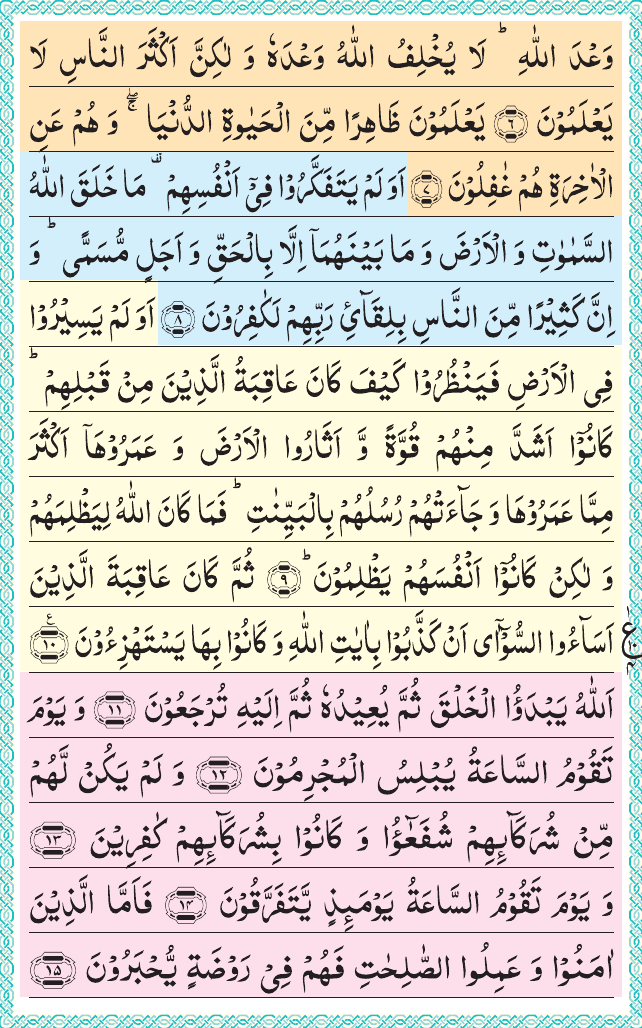 وَعْدَ اللّٰهِ ؕ لَا یُخْلِفُ اللّٰهُ وَعْدَهٗ وَ لٰكِنَّ اَكْثَرَ النَّاسِ لَا
یَعْلَمُوْنَ ﴿۶﴾ یَعْلَمُوْنَ ظَاهِرًا مِّنَ الْحَیٰوةِ الدُّنْیَا ۖۚ وَ هُمْ عَنِ
الْاٰخِرَةِ هُمْ غٰفِلُوْنَ ﴿۷﴾ اَوَ لَمْ یَتَفَكَّرُوْا فِیْۤ اَنْفُسِهِمْ ۫ مَا خَلَقَ اللّٰهُ
السَّمٰوٰتِ وَ الْاَرْضَ وَ مَا بَیْنَهُمَاۤ اِلَّا بِالْحَقِّ وَ اَجَلٍ مُّسَمًّی ؕ وَ
اِنَّ كَثِیْرًا مِّنَ النَّاسِ بِلِقَآئِ رَبِّهِمْ لَكٰفِرُوْنَ ﴿۸﴾ اَوَ لَمْ یَسِیْرُوْا
فِی الْاَرْضِ فَیَنْظُرُوْا كَیْفَ كَانَ عَاقِبَةُ الَّذِیْنَ مِنْ قَبْلِهِمْ ؕ
كَانُوْۤا اَشَدَّ مِنْهُمْ قُوَّةً وَّ اَثَارُوا الْاَرْضَ وَ عَمَرُوْهَاۤ اَكْثَرَ
مِمَّا عَمَرُوْهَا وَ جَآءَتْهُمْ رُسُلُهُمْ بِالْبَیِّنٰتِ ؕ فَمَا كَانَ اللّٰهُ لِیَظْلِمَهُمْ
وَ لٰكِنْ كَانُوْۤا اَنْفُسَهُمْ یَظْلِمُوْنَ ؕ﴿۹﴾ ثُمَّ كَانَ عَاقِبَةَ الَّذِیْنَ
اَسَآءُوا السُّوْٓاٰۤی اَنْ كَذَّبُوْا بِاٰیٰتِ اللّٰهِ وَ كَانُوْا بِهَا یَسْتَهْزِءُوْنَ ﴿۱۰﴾ ع
اَللّٰهُ یَبْدَؤُا الْخَلْقَ ثُمَّ یُعِیْدُهٗ ثُمَّ اِلَیْهِ تُرْجَعُوْنَ ﴿۱۱﴾ وَ یَوْمَ
تَقُوْمُ السَّاعَةُ یُبْلِسُ الْمُجْرِمُوْنَ ﴿۱۲﴾ وَ لَمْ یَكُنْ لَّهُمْ
مِّنْ شُرَكَآئِهِمْ شُفَعٰٓؤُا وَ كَانُوْا بِشُرَكَآئِهِمْ كٰفِرِیْنَ ﴿۱۳﴾
وَ یَوْمَ تَقُوْمُ السَّاعَةُ یَوْمَئِذٍ یَّتَفَرَّقُوْنَ ﴿۱۴﴾ فَاَمَّا الَّذِیْنَ
اٰمَنُوْا وَ عَمِلُوا الصّٰلِحٰتِ فَهُمْ فِیْ رَوْضَةٍ یُّحْبَرُوْنَ ﴿۱۵﴾